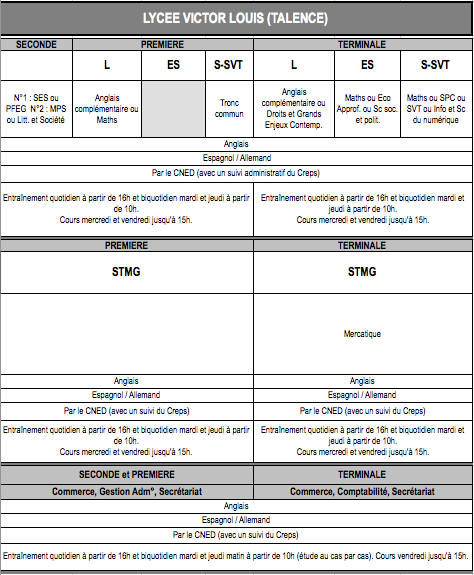 LYCEE VICTOR LOUIS (TALENCE)
SECONDE PREMIERE TERMINALE
L ES S-SVT L ES S-SVT
N°1 : SES ou
PFEG N°2 : MPS
ou Litt. et Société
Anglais
complémentaire ou
Maths
Tronc
commun
Anglais
complémentaire ou
Droits et Grands
Enjeux Contemp.
Maths ou Eco
Approf. ou Sc soc.
et polit.
Maths ou SPC ou
SVT ou Info et Sc
du numérique
Anglais
Espagnol / Allemand
Par le CNED (avec un suivi administratif du Creps)
Entraînement quotidien à partir de 16h et biquotidien mardi et jeudi à partir
de 10h.
Cours mercredi et vendredi jusqu'à 15h.
Entraînement quotidien à partir de 16h et biquotidien mardi et
jeudi à partir de 10h.
Cours mercredi et vendredi jusqu'à 15h.
PREMIERE TERMINALE
STMG STMG
Mercatique
Anglais Anglais
Espagnol / Allemand Espagnol / Allemand
Par le CNED (avec un suivi du Creps) Par le CNED (avec un suivi du Creps)
Entraînement quotidien à partir de 16h et biquotidien mardi et jeudi à partir
de 10h.
Cours mercredi et vendredi jusqu'à 15h.
Entraînement quotidien à partir de 16h et biquotidien mardi et
jeudi à partir de 10h.
Cours mercredi et vendredi jusqu'à 15h.
SECONDE et PREMIERE TERMINALE
Commerce, Gestion Adm°, Secrétariat Commerce, Comptabilité, Secrétariat
Anglais
Espagnol / Allemand
Par le CNED (avec un suivi du Creps)
Entraînement quotidien à partir de 16h et biquotidien mardi et jeudi matin à partir de 10h (étude au cas par cas). Cours vendredi jusqu'à 15h.